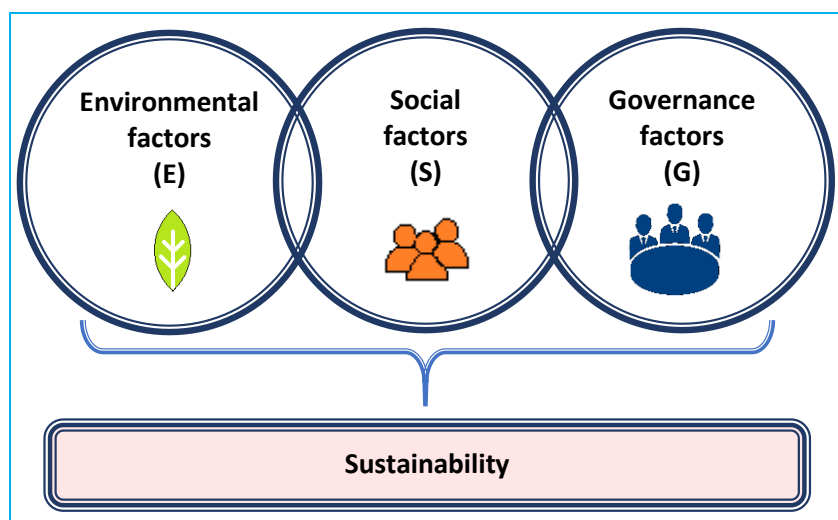 Environmental
factors
(E)
Social
factors
(S)
Governance
factors
(G)
Sustainability